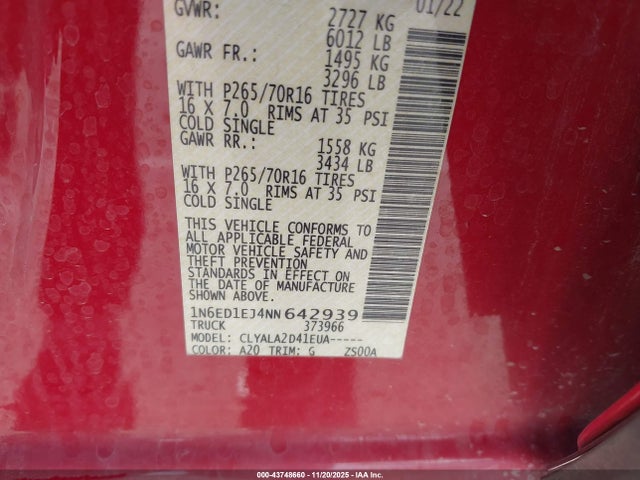 GVWR: 2727 KG 01/22
6012 LB
GAWR FR.: 1495 KG
3296 LB
WITH P265/70R16 TIRES
16 X 7.0 RIMS AT 35 PSI
COLD SINGLE
GAWR RR.: 1558 KG
3434 LB
WITH P265/70R16 TIRES
16 X 7.0 RIMS AT 35 PSI
COLD SINGLE
THIS VEHICLE CONFORMS TO
ALL APPLICABLE FEDERAL
MOTOR VEHICLE SAFETY AND
THEFT PREVENTION
STANDARDS IN EFFECT ON
THE DATE OF MANUFACTURE
SHOWN ABOVE.
1N6ED1EJ4NN 642939
TRUCK 373966
MODEL: CLYALA2D41EUA-----
COLOR: A20 TRIM: G ZS00A
000-43748660 - 11/20/2025 - IAA Inc.